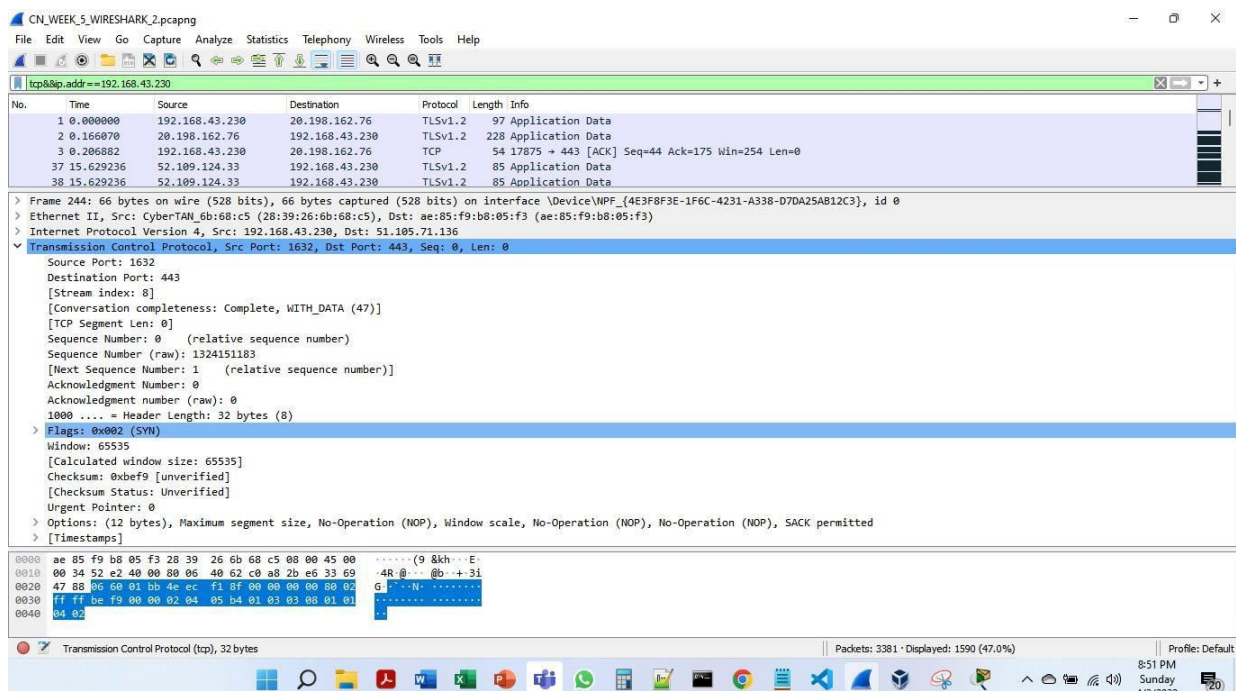 CN_WEEK_5_WIRESHARK_2.pcapng
File Edit View Go Capture Analyze Statistics Telephony Wireless Tools Help
tcp&&ip.addr==192.168.43.230
No. Time Source Destination Protocol Length Info
1 0.000000 192.168.43.230 20.198.162.76 TLSv1.2 97 Application Data
2 0.166070 20.198.162.76 192.168.43.230 TLSv1.2 228 Application Data
3 0.206882 192.168.43.230 20.198.162.76 TCP 54 17875 → 443 [ACK] Seq=44 Ack=175 Win=254 Len=0
37 15.629236 52.109.124.33 192.168.43.230 TLSv1.2 85 Application Data
38 15.629236 52.109.124.33 192.168.43.230 TLSv1.2 85 Application Data
> Frame 244: 66 bytes on wire (528 bits), 66 bytes captured (528 bits) on interface \Device\NPF_{4E3F8F3E-1F6C-4231-A338-D7DA25AB12C3}, id 0
> Ethernet II, Src: CyberTAN_6b:68:c5 (28:39:26:6b:68:c5), Dst: ae:85:f9:b8:05:f3 (ae:85:f9:b8:05:f3)
> Internet Protocol Version 4, Src: 192.168.43.230, Dst: 51.105.71.136
Transmission Control Protocol, Src Port: 1632, Dst Port: 443, Seq: 0, Len: 0
Source Port: 1632
Destination Port: 443
[Stream index: 8]
[Conversation completeness: Complete, WITH_DATA (47)]
[TCP Segment Len: 0]
Sequence Number: 0 (relative sequence number)
Sequence Number (raw): 1324151183
[Next Sequence Number: 1 (relative sequence number)]
Acknowledgment Number: 0
Acknowledgment number (raw): 0
1000 .... = Header Length: 32 bytes (8)
> Flags: 0x002 (SYN)
Window: 65535
[Calculated window size: 65535]
Checksum: 0xbef9 [unverified]
[Checksum Status: Unverified]
Urgent Pointer: 0
> Options: (12 bytes), Maximum segment size, No-Operation (NOP), Window scale, No-Operation (NOP), No-Operation (NOP), SACK permitted
> [Timestamps]
0000 ae 85 f9 b8 05 f3 28 39 26 6b 68 c5 08 00 45 00 ······(9 &kh···E·
0010 00 34 52 e2 40 00 80 06 40 62 c0 a8 2b e6 33 69 ·4R·@··· @b··+·3i
0020 47 88 06 60 01 bb 4e ec f1 8f 00 00 00 00 80 02 G··`··N· ········
0030 ff ff be f9 00 00 02 04 05 b4 01 03 03 08 01 01 ········ ········
0040 04 02 ··
Transmission Control Protocol (tcp), 32 bytes Packets: 3381 · Displayed: 1590 (47.0%) Profile: Default
8:51 PM
Sunday
20